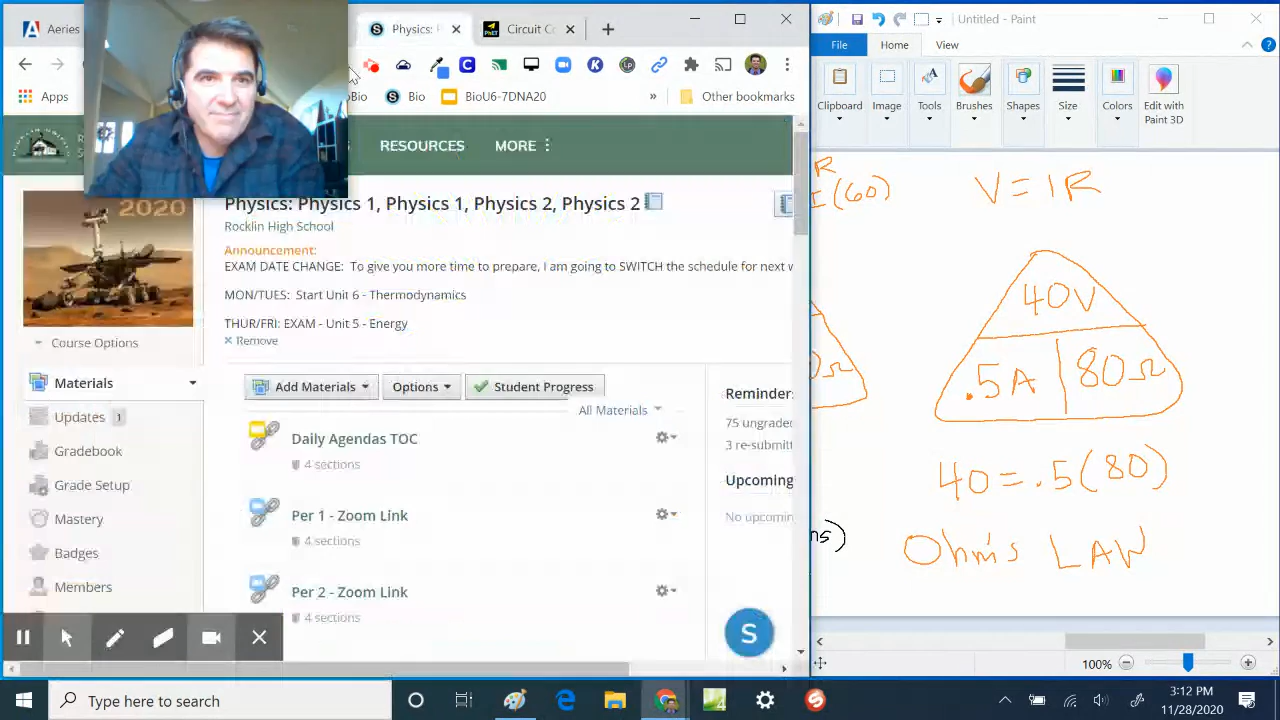 Aeries
Physics: F
Circuit Co
Untitled - Paint
File
Home
View
Apps
Bio
Bio
BioU6-7DNA20
»
Other bookmarks
Clipboard
Image
Tools
Brushes
Shapes
Size
Colors
Edit with
Paint 3D
RESOURCES
MORE
2020
Physics: Physics 1, Physics 1, Physics 2, Physics 2
Rocklin High School
Announcement:
EXAM DATE CHANGE: To give you more time to prepare, I am going to SWITCH the schedule for next w
MON/TUES: Start Unit 6 - Thermodynamics
THUR/FRI: EXAM - Unit 5 - Energy
× Remove
Course Options
Materials
Updates 1
Gradebook
Grade Setup
Mastery
Badges
Members
Add Materials
Options
Student Progress
All Materials
Daily Agendas TOC
4 sections
Per 1 - Zoom Link
4 sections
Per 2 - Zoom Link
4 sections
Reminders
75 ungraded
3 re-submitt
Upcoming
No upcoming
S
R
I(60)
V = IR
40V
.5A
80Ω
0Ω
40 = .5(80)
ns)
Ohm's LAW
100%
Type here to search
3:12 PM
11/28/2020